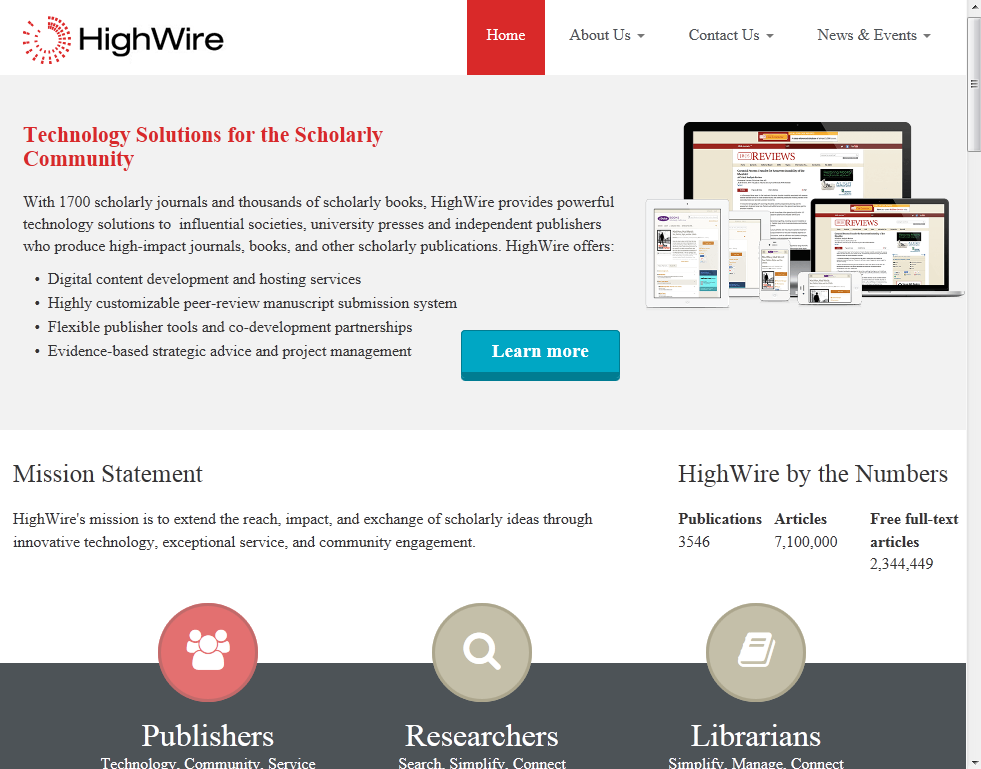 HighWire
Home
About Us
Contact Us
News & Events
Technology Solutions for the Scholarly
Community
With 1700 scholarly journals and thousands of scholarly books, HighWire provides powerful
technology solutions to influential societies, university presses and independent publishers
who produce high-impact journals, books, and other scholarly publications. HighWire offers:
• Digital content development and hosting services
• Highly customizable peer-review manuscript submission system
• Flexible publisher tools and co-development partnerships
• Evidence-based strategic advice and project management
Learn more
REVIEWS
REVIEWS
Mission Statement
HighWire's mission is to extend the reach, impact, and exchange of scholarly ideas through
innovative technology, exceptional service, and community engagement.
HighWire by the Numbers
Publications
3546
Articles
7,100,000
Free full-text
articles
2,344,449
Publishers
Technology, Community, Service
Researchers
Search, Simplify, Connect
Librarians
Simplify, Manage, Connect